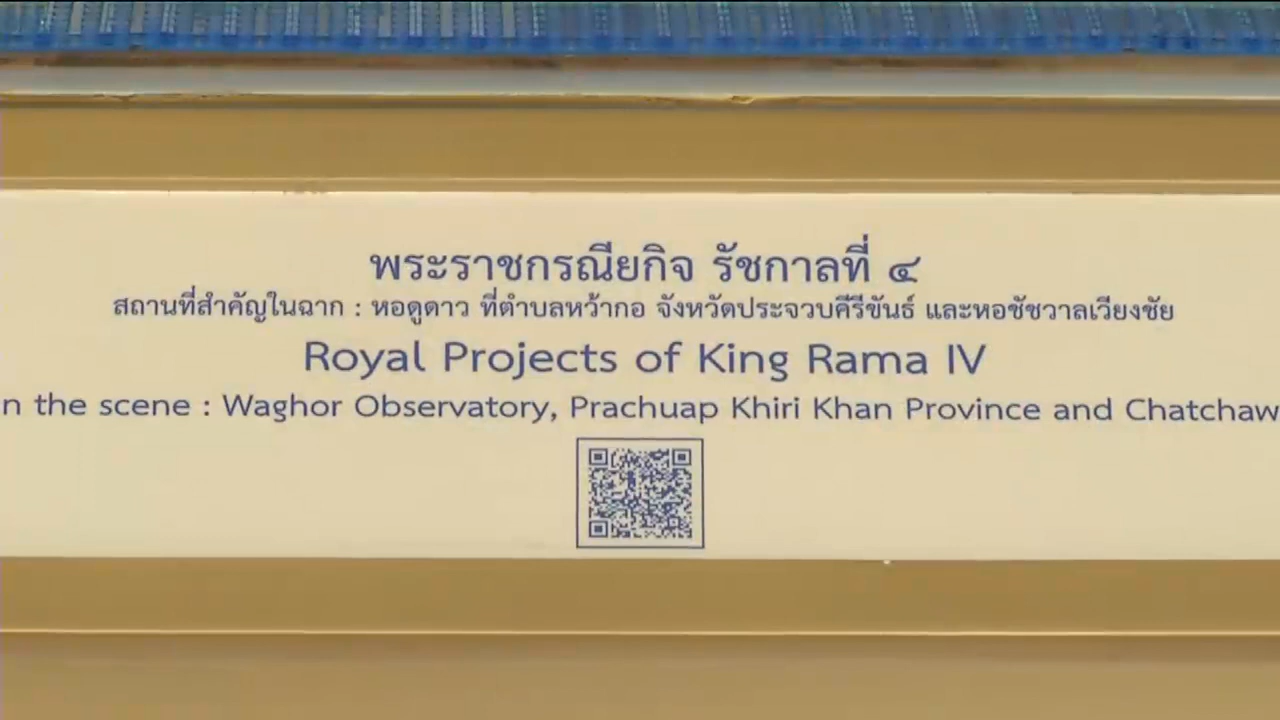 พระราชกรณียกิจ รัชกาลที่ ๔
สถานที่สำคัญในฉาก : หอดูดาว ที่ตำบลหว้ากอ จังหวัดประจวบคีรีขันธ์ และหอชัชวาลเวียงชัย
Royal Projects of King Rama IV
n the scene : Waghor Observatory, Prachuap Khiri Khan Province and Chatchaw